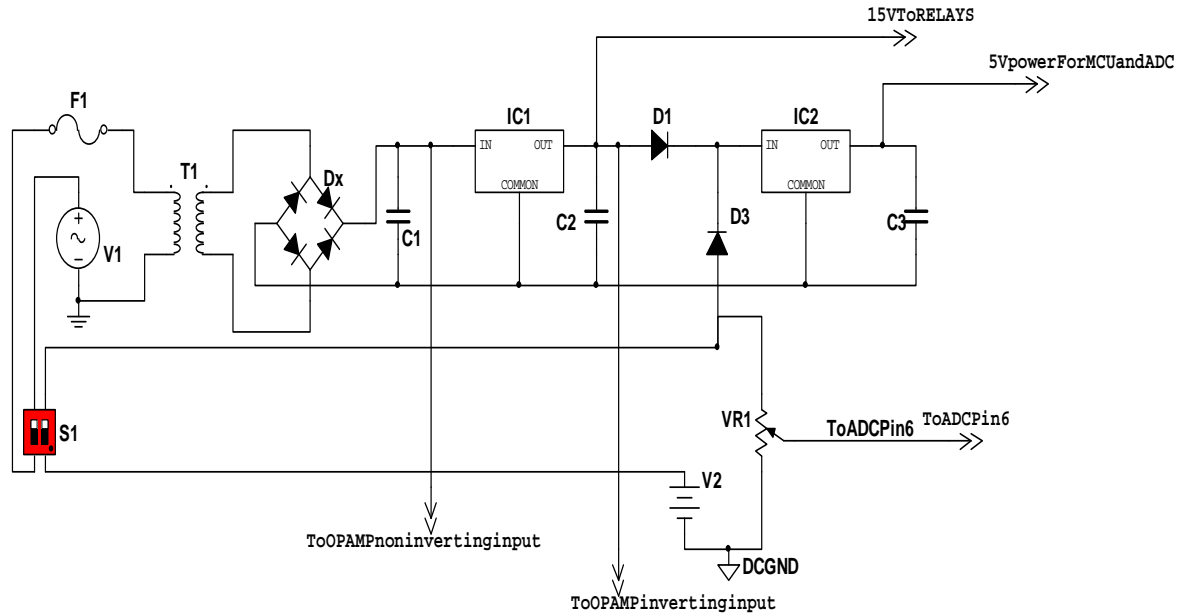 15VToRELAYS
5VpowerForMCUandADC
F1
IC1
D1
IC2
IN
OUT
IN
OUT
T1
Dx
COMMON
COMMON
D3
+
V1
-
C1
C2
C3
S1
VR1
ToADCPin6
ToADCPin6
V2
ToOPAMPnoninvertinginput
DCGND
ToOPAMPinvertinginput